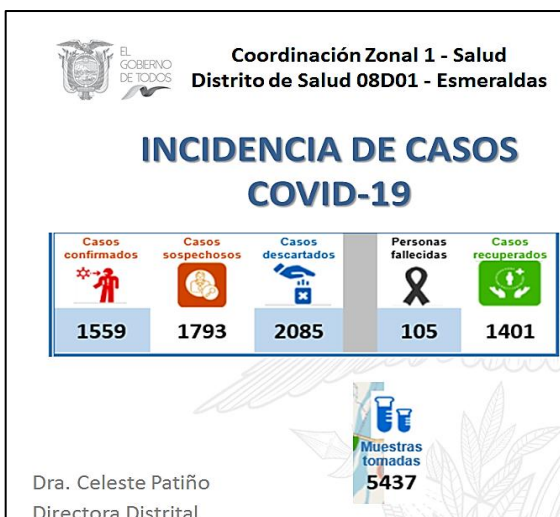 EL
GOBIERNO
DE TODOS
Coordinación Zonal 1 - Salud
Distrito de Salud 08D01 - Esmeraldas
INCIDENCIA DE CASOS
COVID-19
Casos confirmados
Casos sospechosos
Casos descartados
Personas fallecidas
Casos recuperados
1559
1793
2085
105
1401
Muestras
tomadas
5437
Dra. Celeste Patiño
Directora Distrital